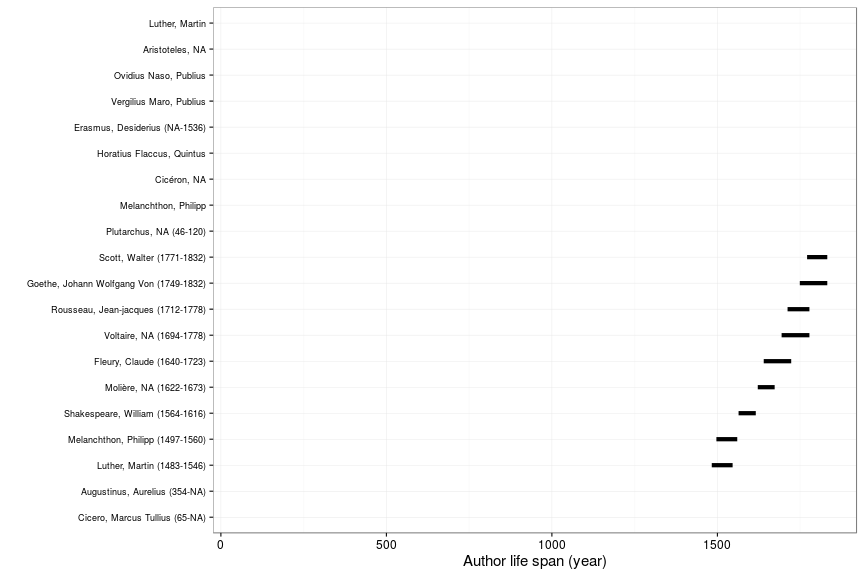 Luther, Martin
Aristoteles, NA
Ovidius Naso, Publius
Vergilius Maro, Publius
Erasmus, Desiderius (NA-1536)
Horatius Flaccus, Quintus
Cicéron, NA
Melanchthon, Philipp
Plutarchus, NA (46-120)
Scott, Walter (1771-1832)
Goethe, Johann Wolfgang Von (1749-1832)
Rousseau, Jean-jacques (1712-1778)
Voltaire, NA (1694-1778)
Fleury, Claude (1640-1723)
Molière, NA (1622-1673)
Shakespeare, William (1564-1616)
Melanchthon, Philipp (1497-1560)
Luther, Martin (1483-1546)
Augustinus, Aurelius (354-NA)
Cicero, Marcus Tullius (65-NA)
0 500 1000 1500
Author life span (year)